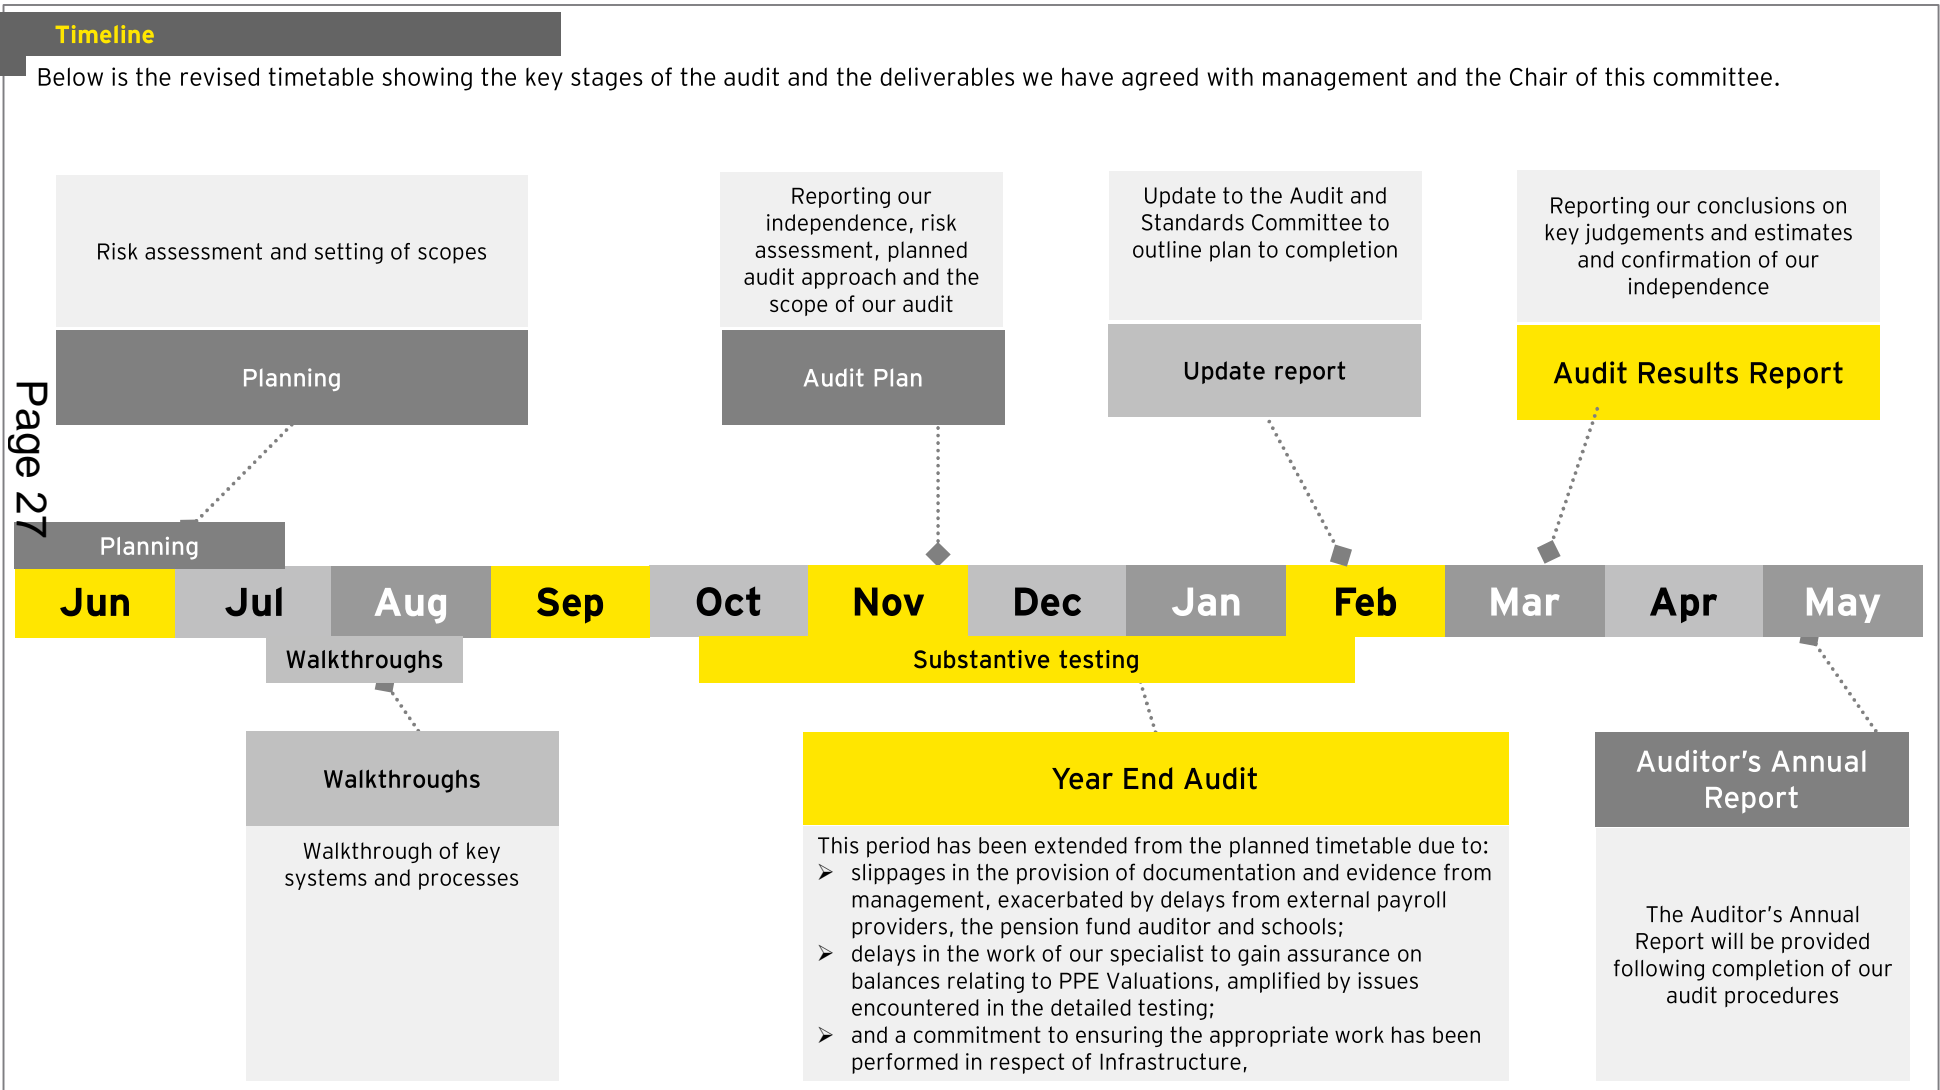 Timeline
Below is the revised timetable showing the key stages of the audit and the deliverables we have agreed with management and the Chair of this committee.
Risk assessment and setting of scopes
Planning
Reporting our
independence, risk
assessment, planned
audit approach and the
scope of our audit
Audit Plan
Update to the Audit and
Standards Committee to
outline plan to completion
Update report
Reporting our conclusions on
key judgements and estimates
and confirmation of our
independence
Audit Results Report
Page 27
Planning
Jun Jul Aug Sep Oct Nov Dec Jan Feb Mar Apr May
Walkthroughs
Substantive testing
Walkthroughs
Walkthrough of key
systems and processes
Year End Audit
This period has been extended from the planned timetable due to:
➢ slippages in the provision of documentation and evidence from
management, exacerbated by delays from external payroll
providers, the pension fund auditor and schools;
➢ delays in the work of our specialist to gain assurance on
balances relating to PPE Valuations, amplified by issues
encountered in the detailed testing;
➢ and a commitment to ensuring the appropriate work has been
performed in respect of Infrastructure,
Auditor's Annual
Report
The Auditor's Annual
Report will be provided
following completion of our
audit procedures